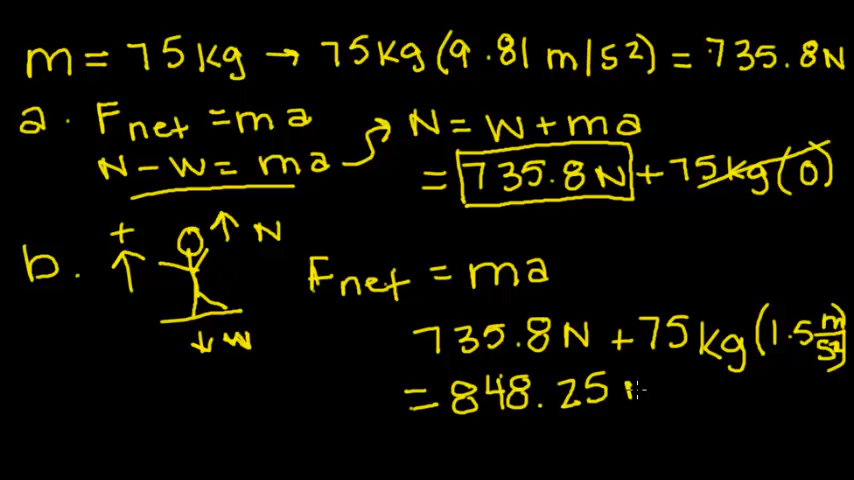 m = 75 kg → 75 kg (9.81 m/s²) = 735.8 N
a. Fnet = ma
N - W = ma
N = W + ma
= 735.8 N + 75 kg (0)
b. + N
W
Fnet = ma
735.8 N + 75 kg (1.5 m/s²)
= 848.25